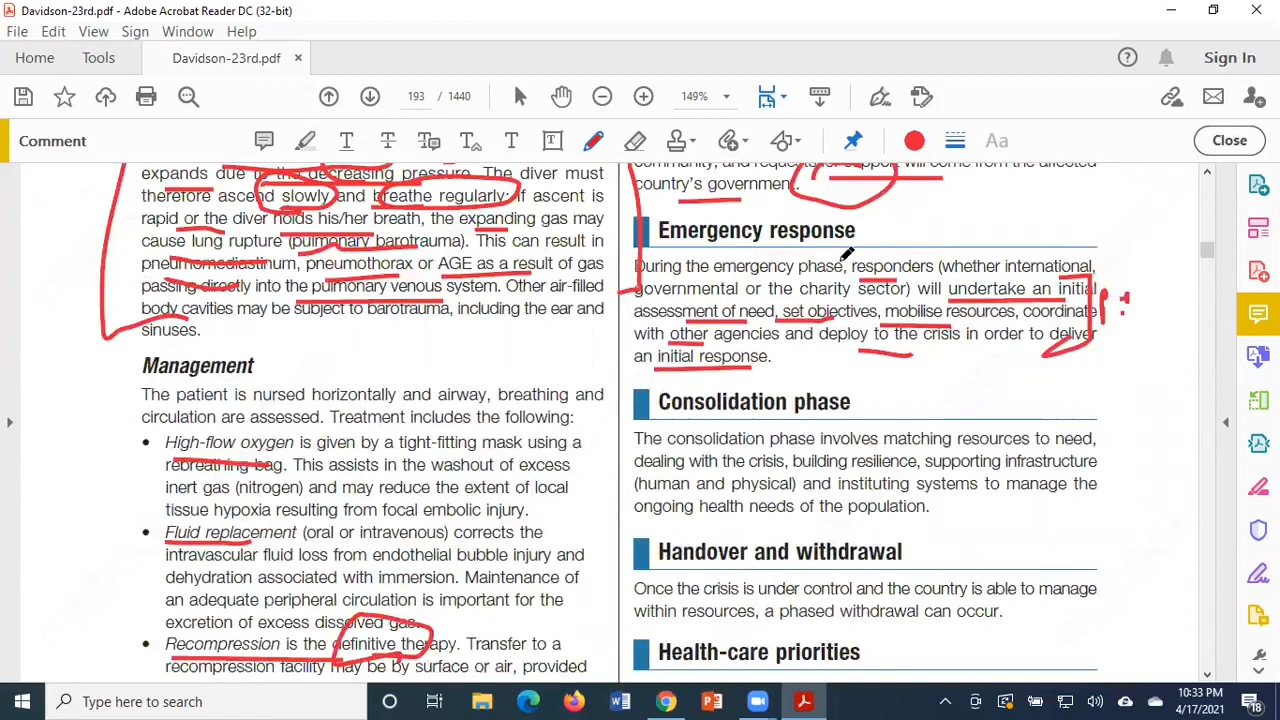 Davidson-23rd.pdf - Adobe Acrobat Reader DC (32-bit)
File Edit View Sign Window Help
Home Tools Davidson-23rd.pdf × Sign In
193 / 1440 149%
Comment Aa Close
expands due to the decreasing pressure. The diver must
therefore ascend slowly and breathe regularly; if ascent is
rapid or the diver holds his/her breath, the expanding gas may
cause lung rupture (pulmonary barotrauma). This can result in
pneumomediastinum, pneumothorax or AGE as a result of gas
passing directly into the pulmonary venous system. Other air-filled
body cavities may be subject to barotrauma, including the ear and
sinuses.
Management
The patient is nursed horizontally and airway, breathing and
circulation are assessed. Treatment includes the following:
• High-flow oxygen is given by a tight-fitting mask using a
rebreathing bag. This assists in the washout of excess
inert gas (nitrogen) and may reduce the extent of local
tissue hypoxia resulting from focal embolic injury.
• Fluid replacement (oral or intravenous) corrects the
intravascular fluid loss from endothelial bubble injury and
dehydration associated with immersion. Maintenance of
an adequate peripheral circulation is important for the
excretion of excess dissolved gas.
• Recompression is the definitive therapy. Transfer to a
recompression facility may be by surface or air, provided
community, and requests for support will come from the affected
country's government.
Emergency response
During the emergency phase, responders (whether international,
governmental or the charity sector) will undertake an initial
assessment of need, set objectives, mobilise resources, coordinate
with other agencies and deploy to the crisis in order to deliver
an initial response.
Consolidation phase
The consolidation phase involves matching resources to need,
dealing with the crisis, building resilience, supporting infrastructure
(human and physical) and instituting systems to manage the
ongoing health needs of the population.
Handover and withdrawal
Once the crisis is under control and the country is able to manage
within resources, a phased withdrawal can occur.
Health-care priorities
Type here to search
10:33 PM
4/17/2021
18